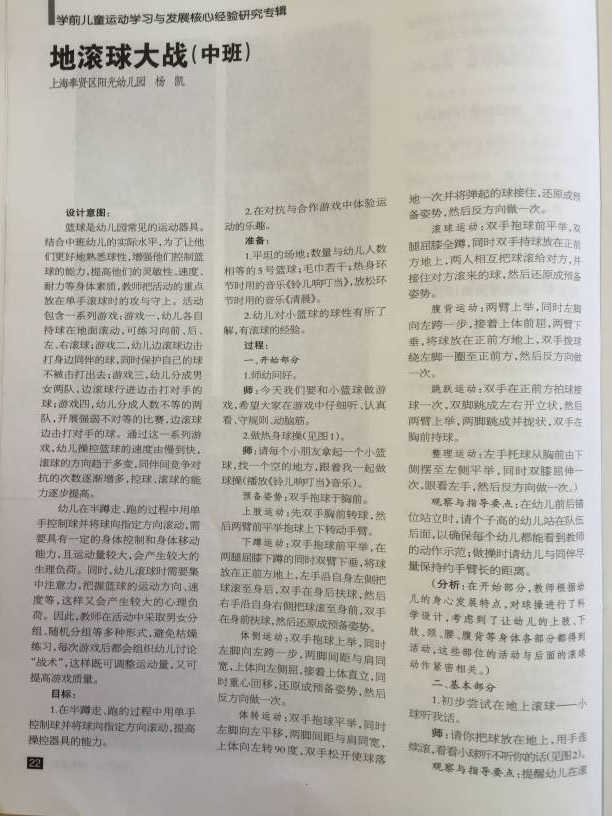 学前儿童运动学习与发展核心经验研究专辑
地滚球大战(中班)
上海奉贤区阳光幼儿园 杨 凯
设计意图:
篮球是幼儿园常见的运动器具。
结合中班幼儿的实际水平,为了让他
们更好地熟悉球性,增强他们控制篮
球的能力,提高他们的灵敏性、速度、
耐力等身体素质,教师把活动的重点
放在单手滚球时的攻与守上。活动
包含一系列游戏:游戏一,幼儿各自
持球在地面滚动,可练习向前、后、
左、右滚球;游戏二,幼儿边滚球边击
打身边同伴的球,同时保护自己的球
不被击打出去;游戏三,幼儿分成男
女两队,边滚球行进边击打对手的
球;游戏四,幼儿分成人数不等的两
队,开展强弱不对等的比赛,边滚球
边击打对手的球。通过这一系列游
戏,幼儿操控篮球的速度由慢到快,
滚球的方向趋于多变,同伴间竞争对
抗的次数逐渐增多,控球、滚球的能
力逐步提高。
幼儿在半蹲走、跑的过程中用单
手控制球并将球向指定方向滚动,需
要具有一定的身体控制和身体移动
能力,且运动量较大,会产生较大的
生理负荷。同时,幼儿滚球时需要集
中注意力,把握篮球的运动方向、速
度等,这样又会产生较大的心理负
荷。因此,教师在活动中采取男女分
组、随机分组等多种形式,避免枯燥
练习,每次游戏后都会组织幼儿讨论
“战术”,这样既可调整运动量,又可
提高游戏质量。
目标:
1.在半蹲走、跑的过程中用单手
控制球并将球向指定方向滚动,提高
操控器具的能力。
22
2.在对抗与合作游戏中体验运
动的乐趣。
准备:
1.平坦的场地;数量与幼儿人数
相等的5号篮球;毛巾若干;热身环
节时用的音乐《铃儿响叮当》,放松环
节时用的音乐《清晨》。
2.幼儿对小篮球的球性有所了
解,有滚球的经验。
过程:
一、开始部分
1.师幼问好。
师:今天我们要和小篮球做游
戏,希望大家在游戏中仔细听、认真
看、守规则、动脑筋。
2.做热身球操(见图1)。
师:请每个小朋友拿起一个小篮
球,找一个空的地方,跟着我一起做
球操(播放《铃儿响叮当》音乐)。
预备姿势:双手抱球于胸前。
上肢运动:先双手胸前转球,然
后两臂前平举抱球上下转动手臂。
下蹲运动:双手抱球前平举,在
两腿屈膝下蹲的同时双臂下垂,将球
放在正前方地上,左手沿自身左侧把
球滚至身后,双手在身后扶球,然后
右手沿自身右侧把球滚至身前,双手
在身前扶球,然后还原成预备姿势。
体侧运动:双手抱球上举,同时
左脚向左跨一步,两脚间距与肩同
宽,上体向左侧屈,接着上体直立,同
时重心回移,还原成预备姿势,然后
反方向做一次。
体转运动:双手抱球平举,同时
左脚向左平移,两脚间距与肩同宽,
上体向左转90度,双手松开使球落
地一次并将弹起的球接住,还原成预
备姿势,然后反方向做一次。
滚球运动:双手抱球前平举,双
腿屈膝全蹲,同时双手持球放在正前
方地上,两人相互把球滚给对方,并
接住对方滚来的球,然后还原成预备
姿势。
腹背运动:两臂上举,同时左脚
向左跨一步,接着上体前屈,两臂下
垂,将球放在正前方地上,双手拨球
绕左脚一圈至正前方,然后反方向做
一次。
跳跃运动:双手在正前方拍球接
球一次,双脚跳成左右开立状,然后
两臂上举,两脚跳成并拢状,双手在
胸前持球。
整理运动:左手托球从胸前由下
侧摆至左侧平举,同时双膝屈伸一
次,眼看左手,然后反方向做一次。)
观察与指导要点:在幼儿前后错
位站立时,请个子高的幼儿站在队伍
后面,以确保每个幼儿都能看到教师
的动作示范;做操时请幼儿与同伴尽
量保持约手臂长的距离。
(分析:在开始部分,教师根据幼
儿的身心发展特点,对球操进行了科
学设计,考虑到了让幼儿的上肢、下
肢、颈、腰、腹背等身体各部分都得到
活动,这些部位的活动与后面的滚球
动作紧密相关。)
二、基本部分
1.初步尝试在地上滚球——小
球听我话。
师:请你把球放在地上,用手连
续滚,看看小球听不听你的话(见图2)。
观察与指导要点:提醒幼儿在滚